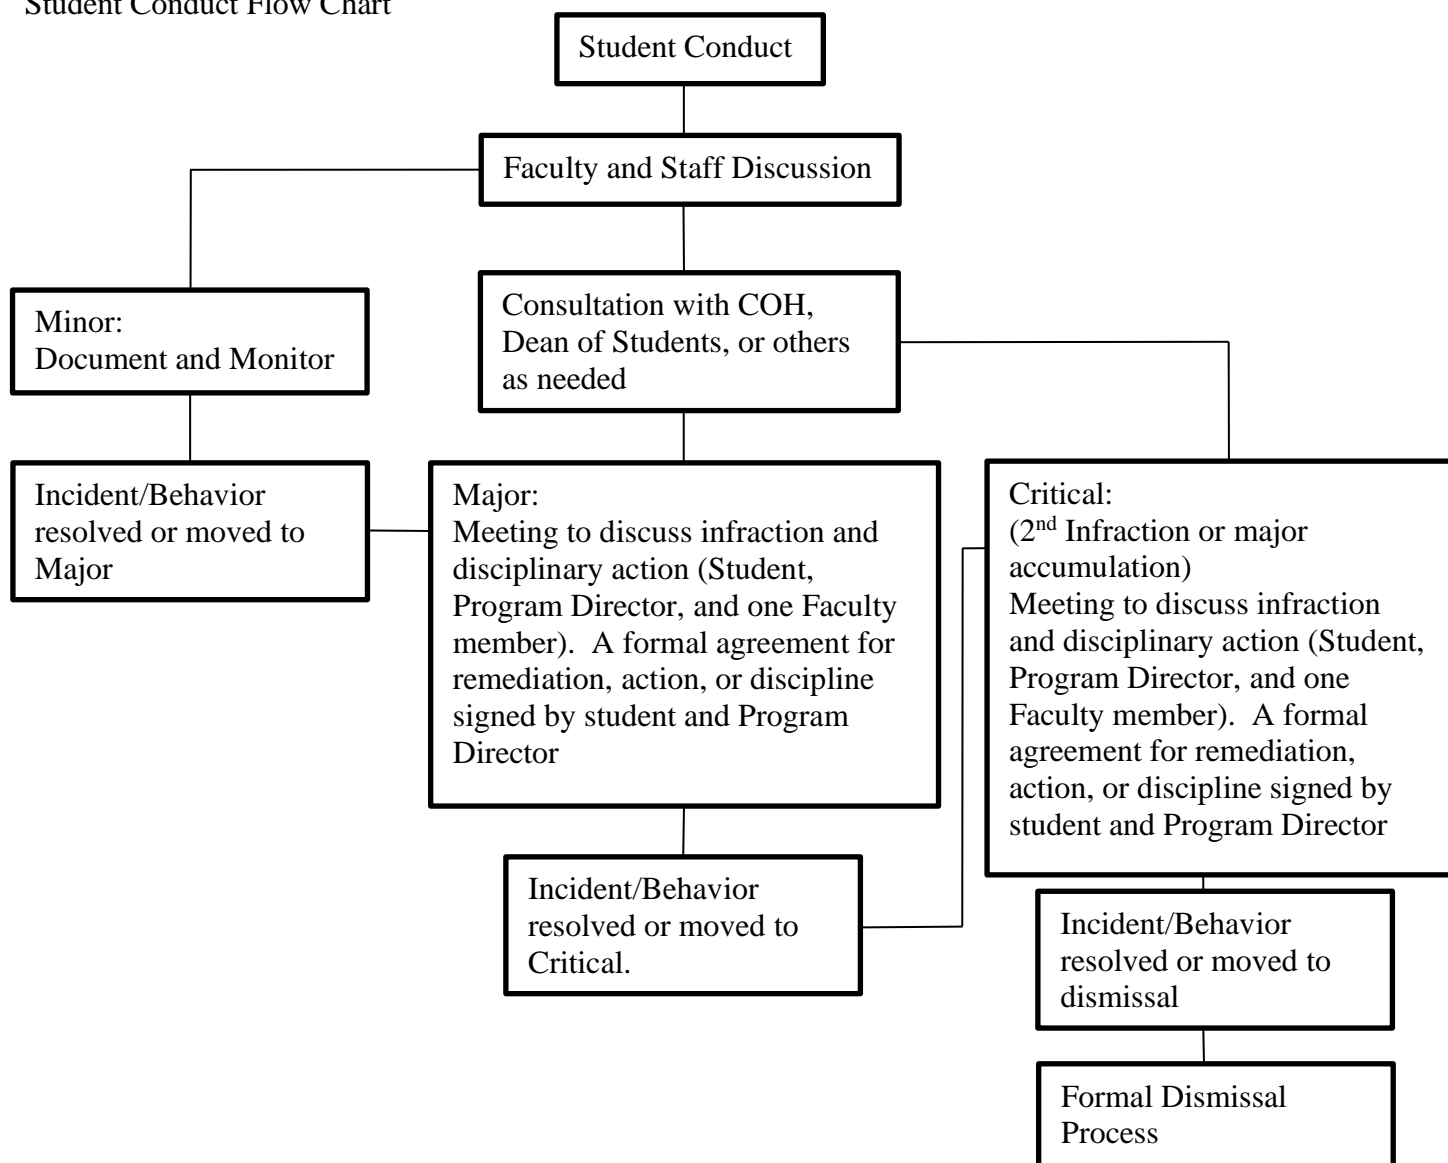 Student Conduct Flow Chart
Student Conduct
Faculty and Staff Discussion
Minor:
Document and Monitor
Consultation with COH,
Dean of Students, or others
as needed
Incident/Behavior
resolved or moved to
Major
Major:
Meeting to discuss infraction and
disciplinary action (Student,
Program Director, and one Faculty
member).  A formal agreement for
remediation, action, or discipline
signed by student and Program
Director
Critical:
(2nd Infraction or major
accumulation)
Meeting to discuss infraction
and disciplinary action (Student,
Program Director, and one
Faculty member).  A formal
agreement for remediation,
action, or discipline signed by
student and Program Director
Incident/Behavior
resolved or moved to
Critical.
Incident/Behavior
resolved or moved to
dismissal
Formal Dismissal
Process